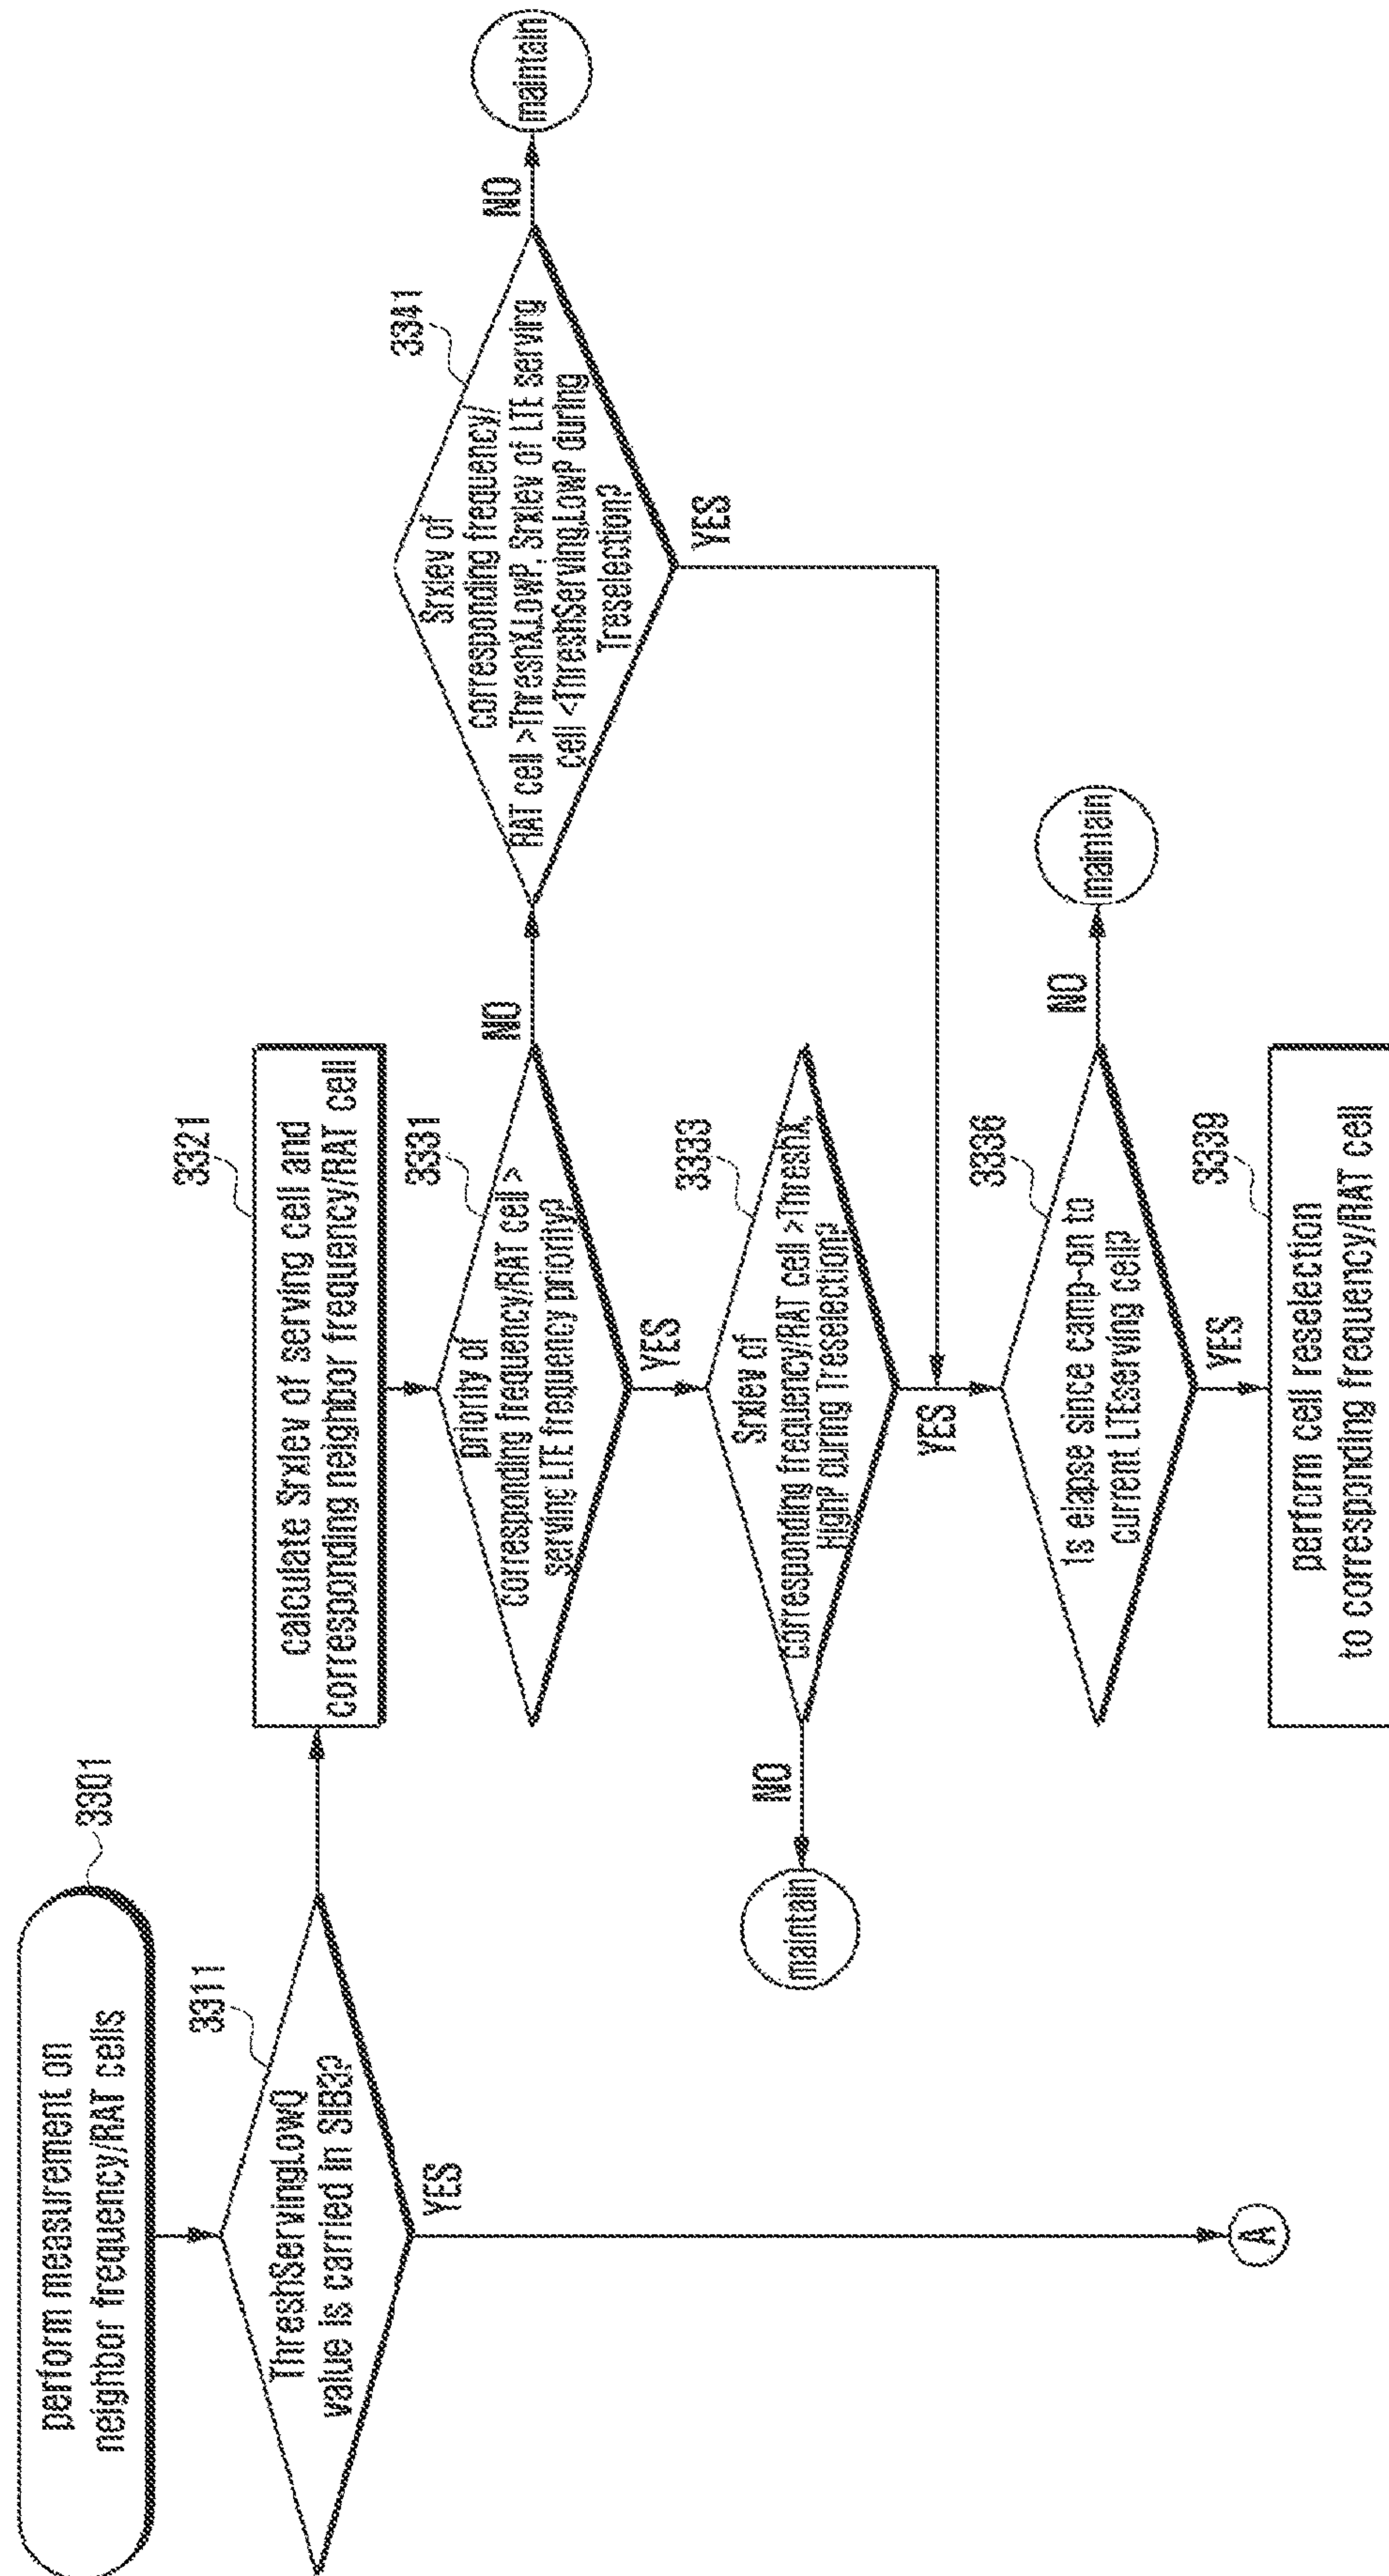 perform measurement on
neighbor frequency/RAT cells
3301
ThreshServingLowQ
value is carried in SIB3?
3311
YES
A
calculate Srxlev of serving cell and
corresponding neighbor frequency/RAT cell
3321
priority of
corresponding frequency/RAT cell >
serving LTE frequency priority?
3331
NO
YES
Srxlev of
corresponding frequency/
RAT cell >ThreshX,LowP, Srxlev of LTE serving
cell <ThreshServing,LowP during
Treselection?
3341
NO
maintain
YES
Srxlev of
corresponding frequency/RAT cell >Threshx,
High? during Treselection?
3333
NO
maintain
YES
1s elapse since camp-on to
current LTEserving cell?
3336
NO
maintain
YES
perform cell reselection
to corresponding frequency/RAT cell
3339